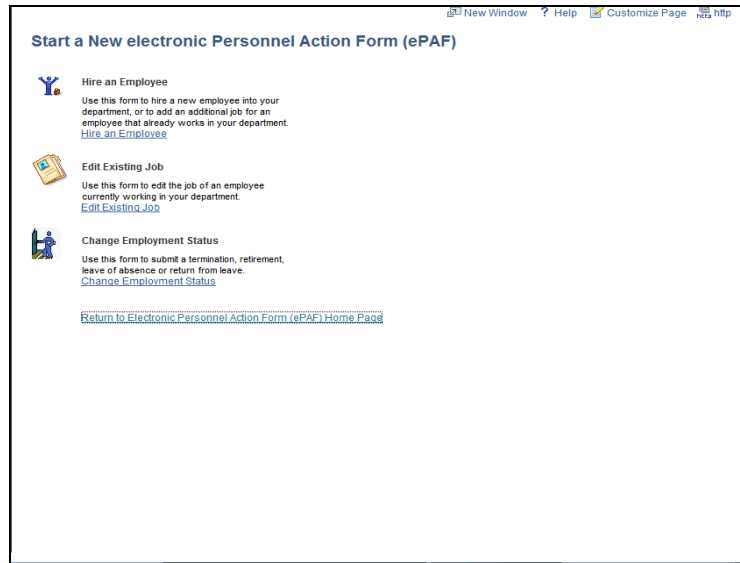 New Window ? Help Customize Page http
Start a New electronic Personnel Action Form (ePAF)
Hire an Employee
Use this form to hire a new employee into your
department, or to add an additional job for an
employee that already works in your department.
Hire an Employee
Edit Existing Job
Use this form to edit the job of an employee
currently working in your department.
Edit Existing Job
Change Employment Status
Use this form to submit a termination, retirement,
leave of absence or return from leave.
Change Employment Status
Return to Electronic Personnel Action Form (ePAF) Home Page